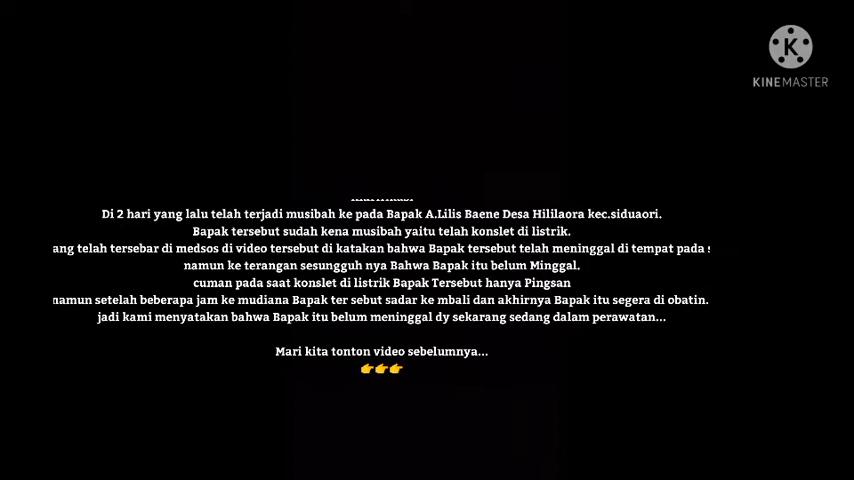 KINEMASTER
Di 2 hari yang lalu telah terjadi musibah ke pada Bapak A.Lilis Baene Desa Hililaora kec.siduaori.
Bapak tersebut sudah kena musibah yaitu telah konslet di listrik.
ang telah tersebar di medsos di video tersebut di katakan bahwa Bapak tersebut telah meninggal di tempat pada s
namun ke terangan sesungguh nya Bahwa Bapak itu belum Minggal.
cuman pada saat konslet di listrik Bapak Tersebut hanya Pingsan
namun setelah beberapa jam ke mudiana Bapak ter sebut sadar ke mbali dan akhirnya Bapak itu segera di obatin.
jadi kami menyatakan bahwa Bapak itu belum meninggal dy sekarang sedang dalam perawatan...
Mari kita tonton video sebelumnya...
👉👉👉